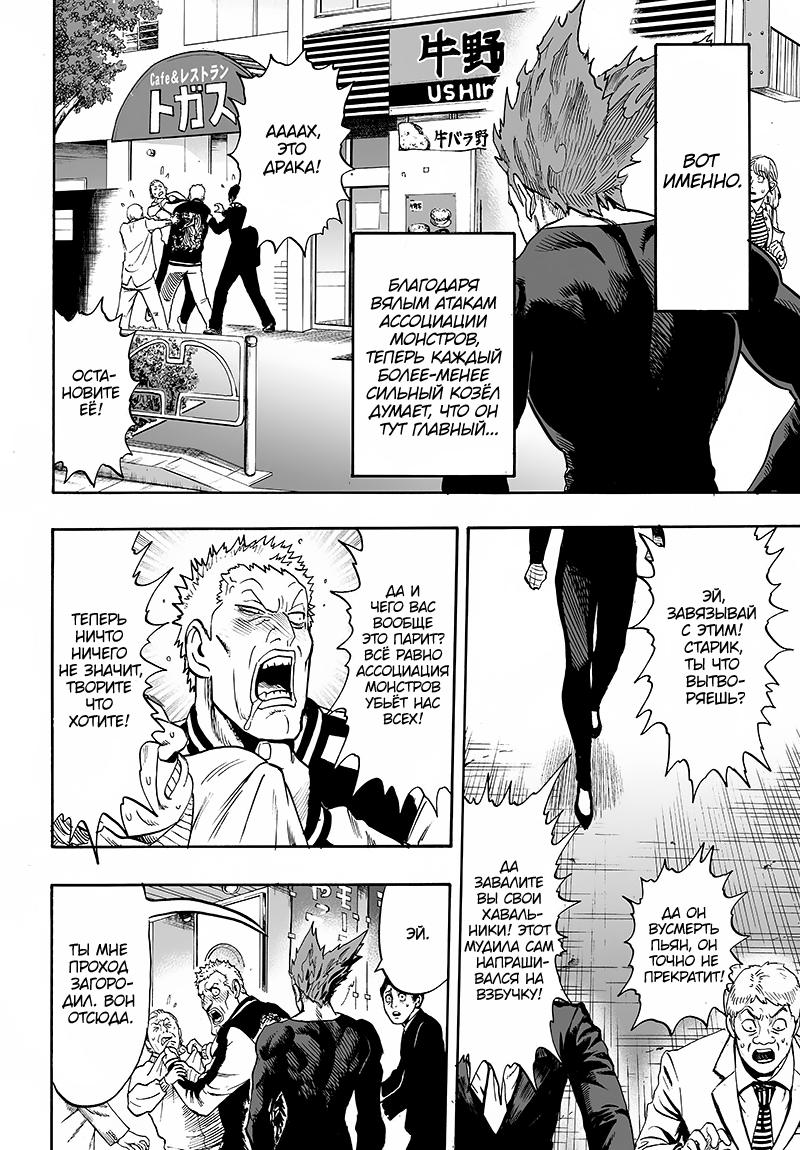 ВОТ
ИМЕННО.
牛野
USHIN
牛バラ野
Cafe&レストラン
トガス
ААААХ,
ЭТО
ДРАКА!
БЛАГОДАРЯ
ВЯЛЫМ АТАКАМ
АССОЦИАЦИИ
МОНСТРОВ,
ТЕПЕРЬ КАЖДЫЙ
БОЛЕЕ-МЕНЕЕ
СИЛЬНЫЙ КОЗЁЛ
ДУМАЕТ, ЧТО ОН
ТУТ ГЛАВНЫЙ...
ОСТА-
НОВИТЕ
ЕЁ!
ЭЙ,
ЗАВЯЗЫВАЙ
С ЭТИМ!
СТАРИК,
ТЫ ЧТО
ВЫТВО-
РЯЕШЬ?
ДА ОН
ВУСМЕРТЬ
ПЬЯН, ОН
ТОЧНО НЕ
ПРЕКРАТИТ!
ДА
ЗАВАЛИТЕ
ВЫ СВОИ
ХАВАЛЬ-
НИКИ! ЭТОТ
МУДИЛА САМ
НАПРАШИ-
ВАЛСЯ НА
ВЗБУЧКУ!
ДА И
ЧЕГО ВАС
ВООБЩЕ
ЭТО ПАРИТ?
ВСЁ РАВНО
АССОЦИАЦИЯ
МОНСТРОВ
УБЬЁТ НАС
ВСЕХ!
ТЕПЕРЬ
НИЧТО
НИЧЕГО
НЕ ЗНАЧИТ,
ТВОРИТЕ
ЧТО
ХОТИТЕ!
ЭЙ.
ТЫ МНЕ
ПРОХОД
ЗАГОРО-
ДИЛ. ВОН
ОТСЮДА.